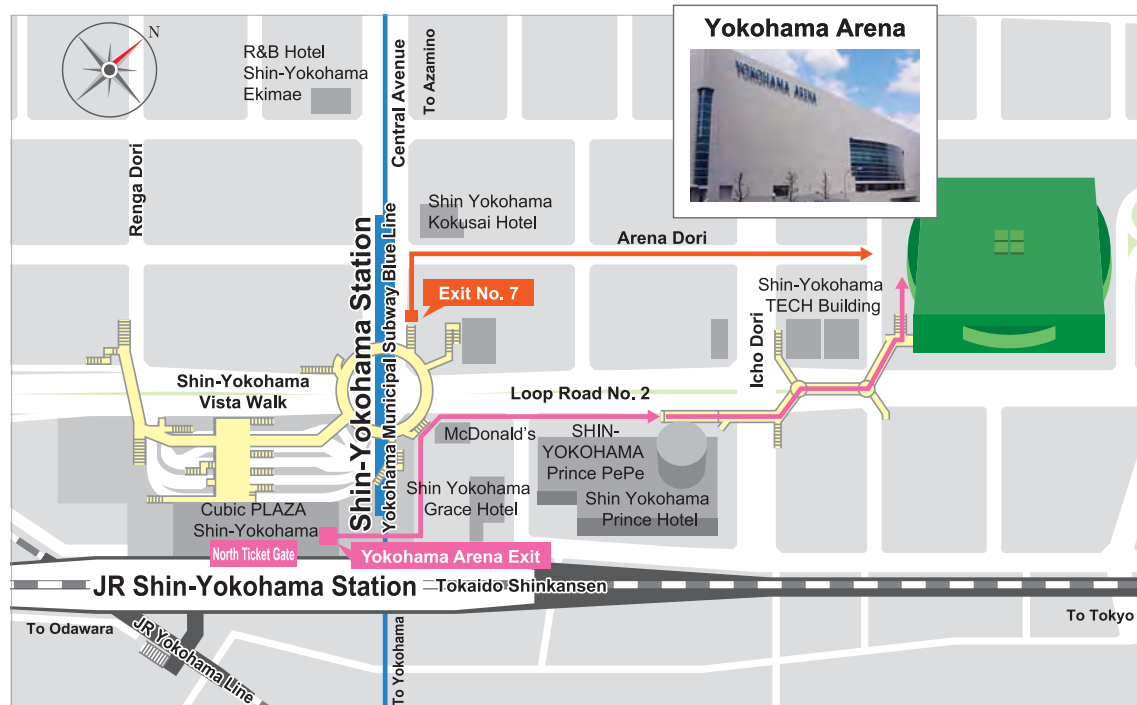 Yokohama Arena
YOKOHAMA ARENA
N
R&B Hotel
Shin-Yokohama
Ekimae
Renga Dori
Central Avenue
To Azamino
Shin Yokohama
Kokusai Hotel
Arena Dori
Shin-Yokohama Station
Yokohama Municipal Subway Blue Line
Exit No. 7
Shin-Yokohama
TECH Building
Icho Dori
Shin-Yokohama
Vista Walk
Loop Road No. 2
McDonald's
SHIN-
YOKOHAMA
Prince PePe
Shin Yokohama
Grace Hotel
Shin Yokohama
Prince Hotel
Cubic PLAZA
Shin-Yokohama
North Ticket Gate
Yokohama Arena Exit
JR Shin-Yokohama Station
Tokaido Shinkansen
To Odawara
JR Yokohama Line
To Yokohama
To Tokyo